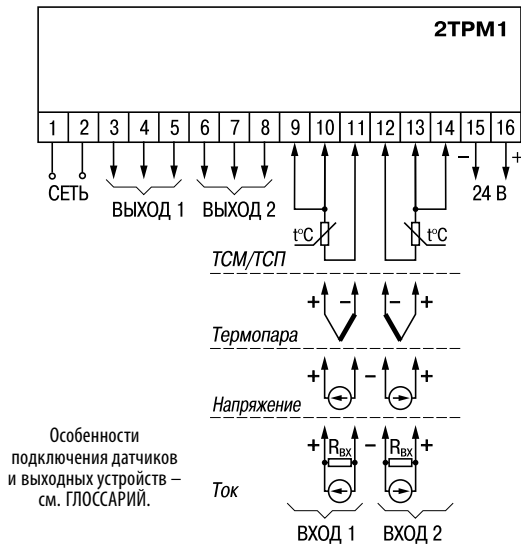 2ТРМ1
1 2 3 4 5 6 7 8 9 10 11 12 13 14 15 16
СЕТЬ
ВЫХОД 1
ВЫХОД 2
– 24 В +
t°C
t°C
ТСМ/ТСП
+ – – +
Термопара
+ – +
Напряжение
+ Rвх – Rвх +
Ток
ВХОД 1
ВХОД 2
Особенности
подключения датчиков
и выходных устройств –
см. ГЛОССАРИЙ.